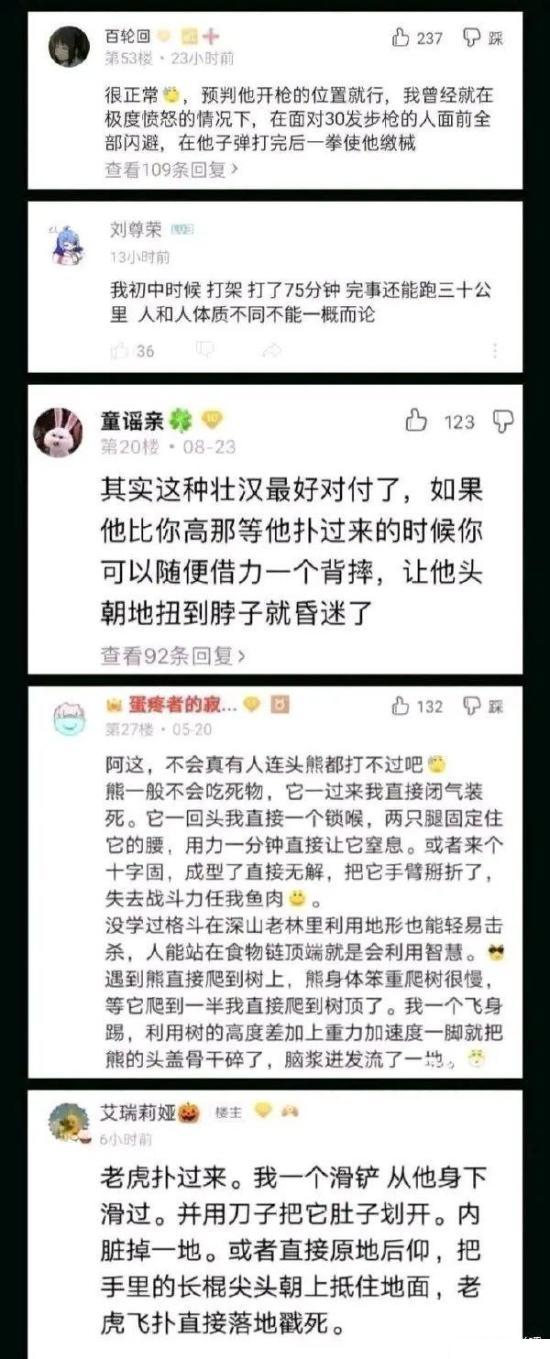 百轮回
237
踩
第53楼・23小时前
很正常，预判他开枪的位置就行，我曾经就在
极度愤怒的情况下，在面对30发步枪的人面前全
部闪避，在他子弹打完后一拳使他缴械
查看109条回复>
刘尊荣
13小时前
我初中时候 打架 打了75分钟 完事还能跑三十公
里 人和人体质不同不能一概而论
36
童谣亲
10
123
第20楼・08-23
其实这种壮汉最好对付了，如果
他比你高那等他扑过来的时候你
可以随便借力一个背摔，让他头
朝地扭到脖子就昏迷了
查看92条回复>
蛋疼者的寂...
132
踩
第27楼・05-20
阿这，不会真有人连头熊都打不过吧
熊一般不会吃死物，它一过来我直接闭气装
死。它一回头我直接一个锁喉，两只腿固定住
它的腰，用力一分钟直接让它窒息。或者来个
十字固，成型了直接无解，把它手臂掰折了，
失去战斗力任我鱼肉。
没学过格斗在深山老林里利用地形也能轻易击
杀，人能站在食物链顶端就是会利用智慧。
遇到熊直接爬到树上，熊身体笨重爬树很慢，
等它爬到一半我直接爬到树顶了。我一个飞身
踢，利用树的高度差加上重力加速度一脚就把
熊的头盖骨干碎了，脑浆迸发流了一地。
艾瑞莉娅
楼主
6小时前
老虎扑过来。我一个滑铲 从他身下
滑过。并用刀子把它肚子划开。内
脏掉一地。或者直接原地后仰，把
手里的长棍尖头朝上抵住地面，老
虎飞扑直接落地戳死。